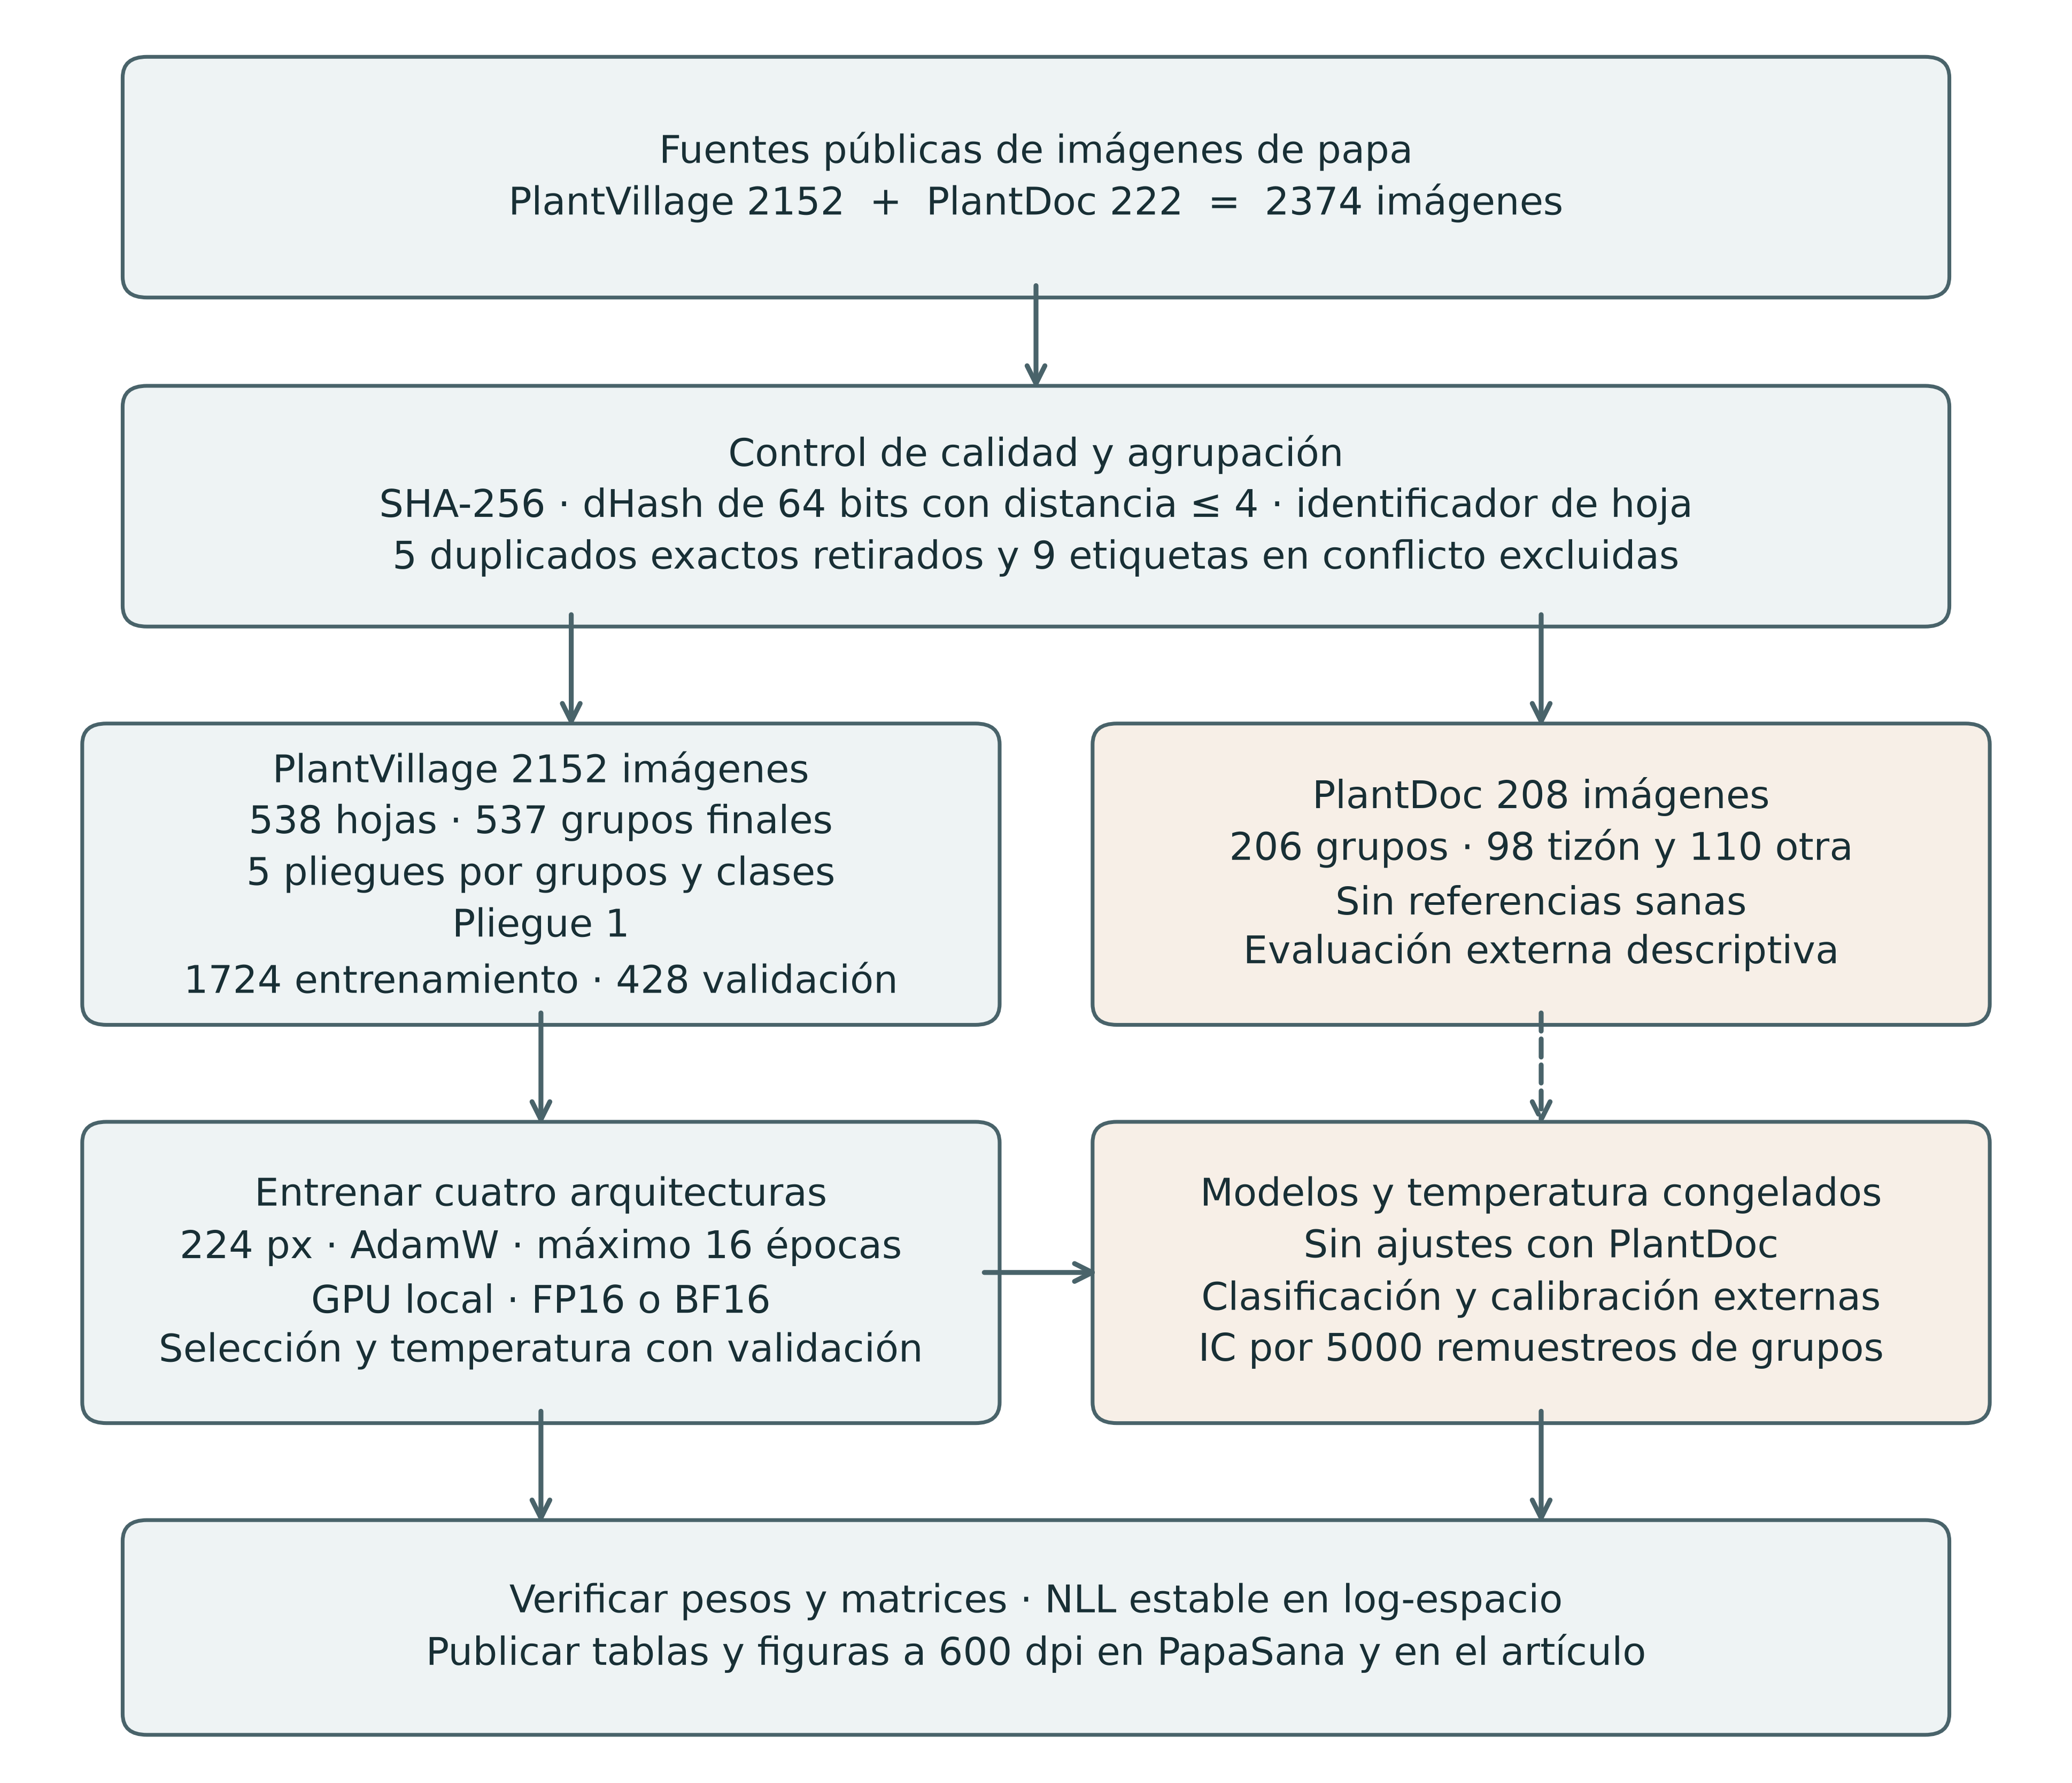 Fuentes públicas de imágenes de papa
PlantVillage 2152 + PlantDoc 222 = 2374 imágenes
Control de calidad y agrupación
SHA-256 · dHash de 64 bits con distancia ≤ 4 · identificador de hoja
5 duplicados exactos retirados y 9 etiquetas en conflicto excluidas
PlantVillage 2152 imágenes
538 hojas · 537 grupos finales
5 pliegues por grupos y clases
Pliegue 1
1724 entrenamiento · 428 validación
PlantDoc 208 imágenes
206 grupos · 98 tizón y 110 otra
Sin referencias sanas
Evaluación externa descriptiva
Entrenar cuatro arquitecturas
224 px · AdamW · máximo 16 épocas
GPU local · FP16 o BF16
Selección y temperatura con validación
Modelos y temperatura congelados
Sin ajustes con PlantDoc
Clasificación y calibración externas
IC por 5000 remuestreos de grupos
Verificar pesos y matrices · NLL estable en log-espacio
Publicar tablas y figuras a 600 dpi en PapaSana y en el artículo